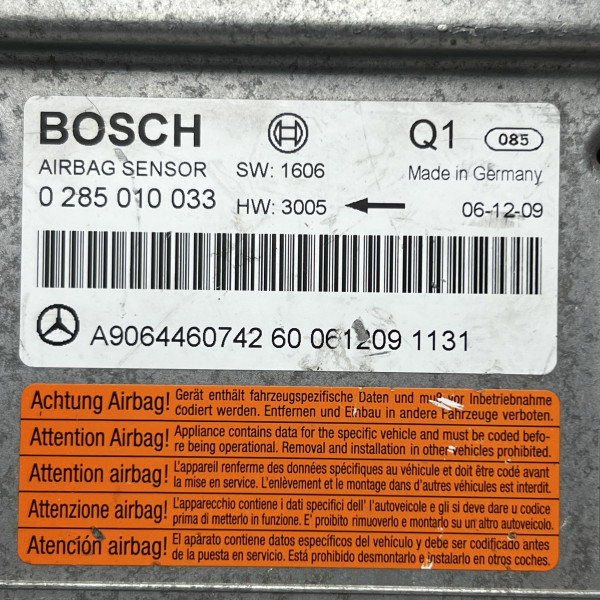 BOSCH Q1 085
AIRBAG SENSOR SW: 1606 Made in Germany
0 285 010 033 HW: 3005 06-12-09
A9064460742 60 0612091131
Achtung Airbag! Gerät enthält fahrzeugspezifische Daten und muß vor Inbetriebnahme
codiert werden. Entfernen und Einbau in andere Fahrzeuge verboten.
Attention Airbag! Appliance contains data for the specific vehicle and must be coded befo-
re being operational. Removal and installation in other vehicles prohibited.
Attention airbag! L'appareil renferme des données spécifiques au véhicule et doit être codé avant
la mise en service. L'enlèvement et le montage dans d'autres véhicules est interdit.
Attenzione airbag! L'apparecchio contiene i dati specifici dell' l'autoveicolo e gli si deve dare u codice
prima di metterlo in funzione. E' proibito rimuoverlo e montarlo su un'altro autoveicolo.
Atención airbag! El aparato contiene datos específicos del vehículo y debe ser codificado antes
de la puesta en servicio. Está prohibido desmontarlo e instalarlo en otros coches.